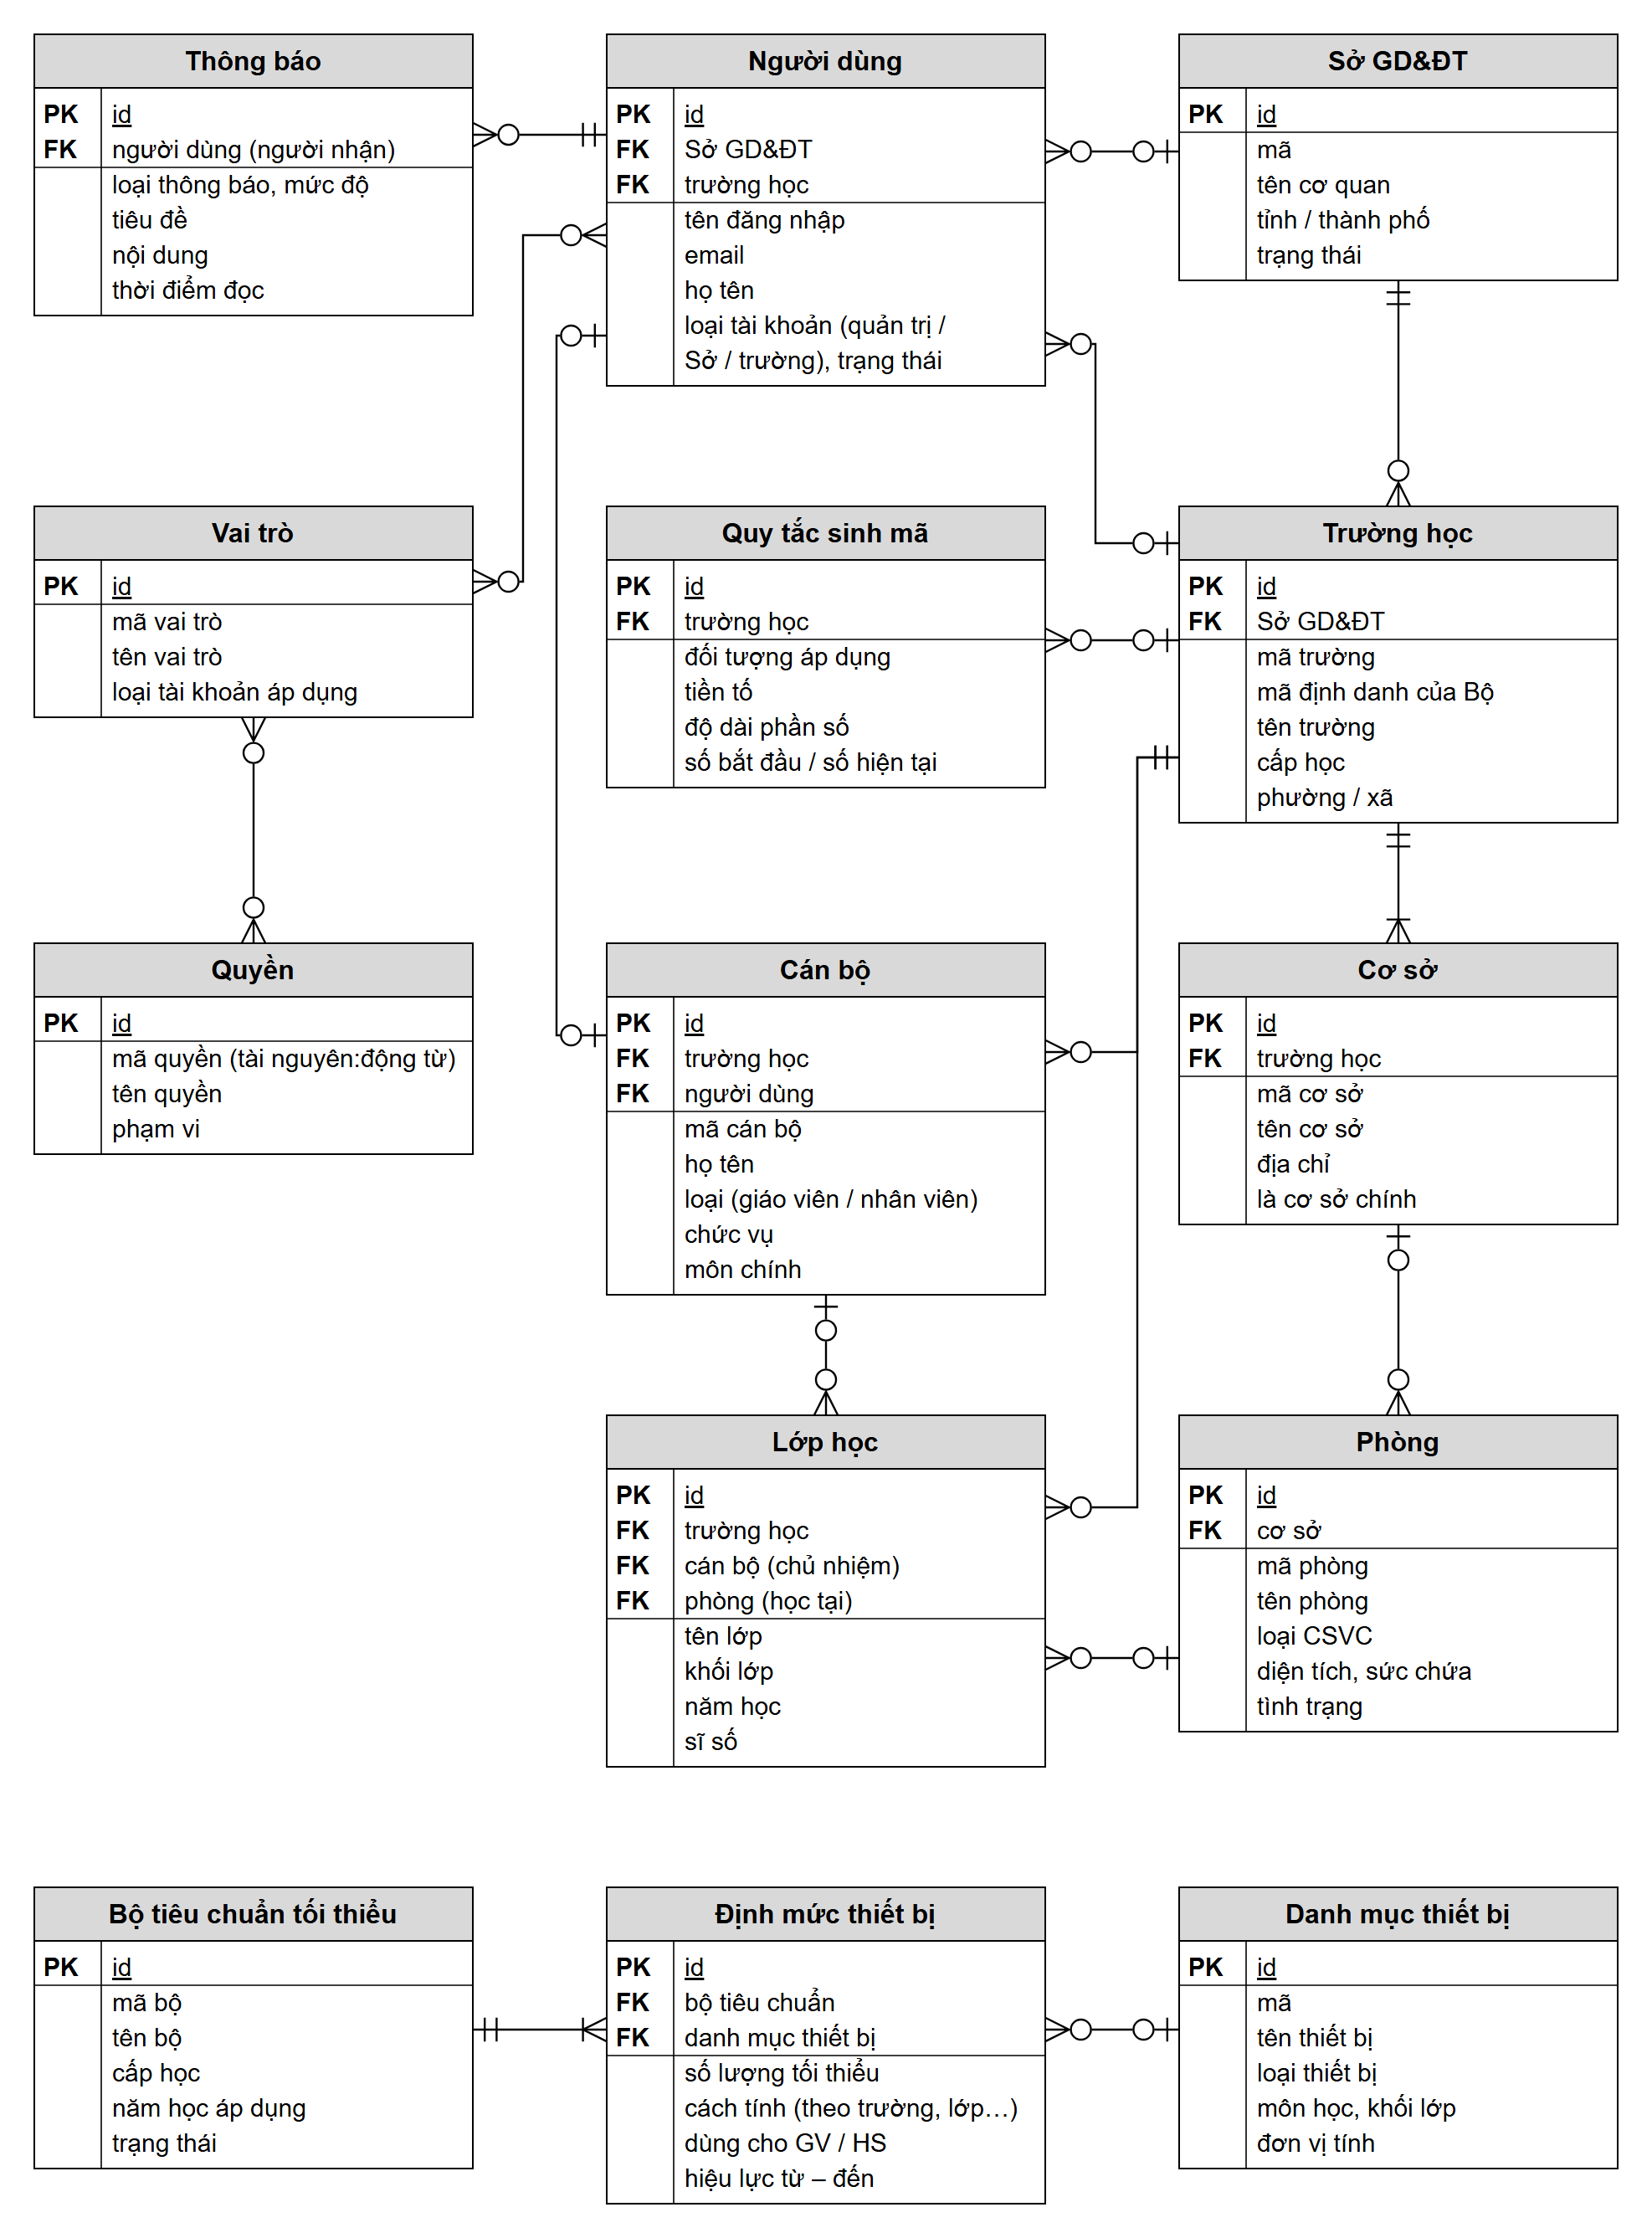 Thông báo
PK id
FK người dùng (người nhận)
loại thông báo, mức độ
tiêu đề
nội dung
thời điểm đọc
Người dùng
PK id
FK Sở GD&ĐT
FK trường học
tên đăng nhập
email
họ tên
loại tài khoản (quản trị /
Sở / trường), trạng thái
Sở GD&ĐT
PK id
mã
tên cơ quan
tỉnh / thành phố
trạng thái
Vai trò
PK id
mã vai trò
tên vai trò
loại tài khoản áp dụng
Quy tắc sinh mã
PK id
FK trường học
đối tượng áp dụng
tiền tố
độ dài phần số
số bắt đầu / số hiện tại
Trường học
PK id
FK Sở GD&ĐT
mã trường
mã định danh của Bộ
tên trường
cấp học
phường / xã
Quyền
PK id
mã quyền (tài nguyên:động từ)
tên quyền
phạm vi
Cán bộ
PK id
FK trường học
FK người dùng
mã cán bộ
họ tên
loại (giáo viên / nhân viên)
chức vụ
môn chính
Cơ sở
PK id
FK trường học
mã cơ sở
tên cơ sở
địa chỉ
là cơ sở chính
Lớp học
PK id
FK trường học
FK cán bộ (chủ nhiệm)
FK phòng (học tại)
tên lớp
khối lớp
năm học
sĩ số
Phòng
PK id
FK cơ sở
mã phòng
tên phòng
loại CSVC
diện tích, sức chứa
tình trạng
Bộ tiêu chuẩn tối thiểu
PK id
mã bộ
tên bộ
cấp học
năm học áp dụng
trạng thái
Định mức thiết bị
PK id
FK bộ tiêu chuẩn
FK danh mục thiết bị
số lượng tối thiểu
cách tính (theo trường, lớp…)
dùng cho GV / HS
hiệu lực từ – đến
Danh mục thiết bị
PK id
mã
tên thiết bị
loại thiết bị
môn học, khối lớp
đơn vị tính